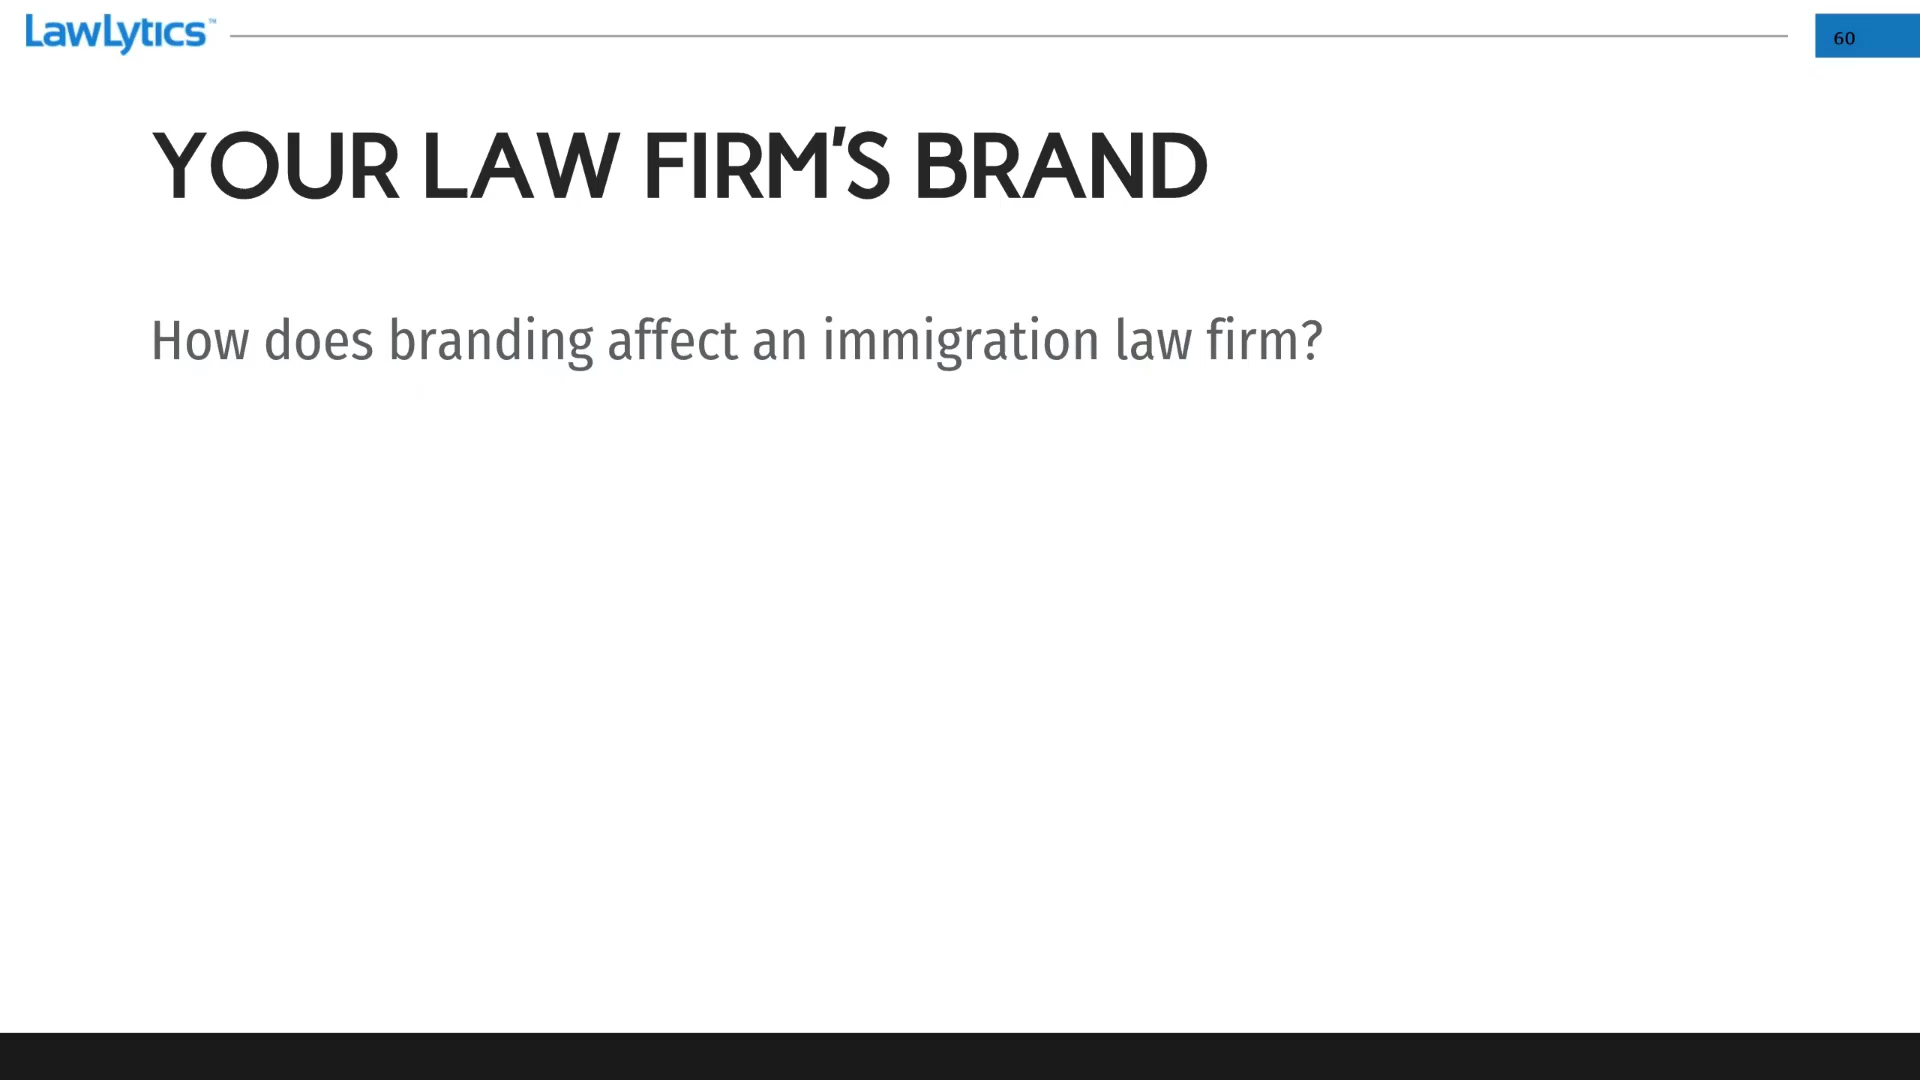 LawLytics™
60
YOUR LAW FIRM'S BRAND
How does branding affect an immigration law firm?